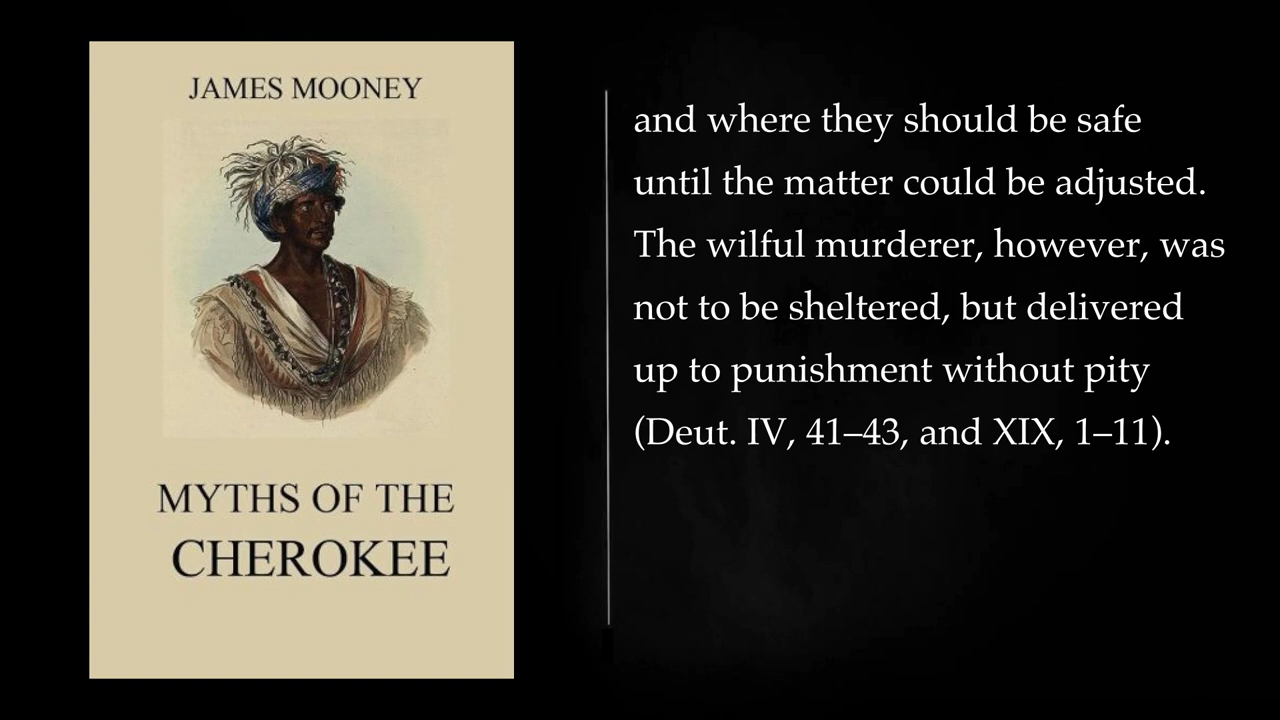 JAMES MOONEY
MYTHS OF THE
CHEROKEE
and where they should be safe
until the matter could be adjusted.
The wilful murderer, however, was
not to be sheltered, but delivered
up to punishment without pity
(Deut. IV, 41–43, and XIX, 1–11).